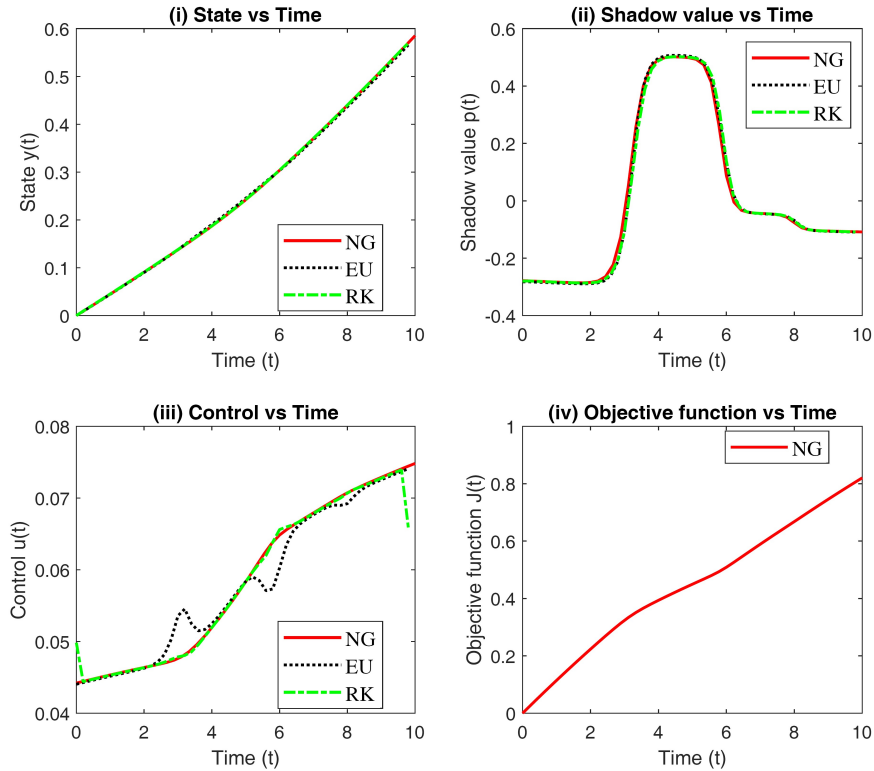 (i) State vs Time
0.6
0.5
0.4
0.3
0.2
0.1
0
State y(t)
NG
EU
RK
0 2 4 6 8 10
Time (t)
(ii) Shadow value vs Time
0.6
0.4
0.2
0
-0.2
-0.4
Shadow value p(t)
NG
EU
RK
0 2 4 6 8 10
Time (t)
(iii) Control vs Time
0.08
0.07
0.06
0.05
0.04
Control u(t)
NG
EU
RK
0 2 4 6 8 10
Time (t)
(iv) Objective function vs Time
1
0.8
0.6
0.4
0.2
0
Objective function J(t)
NG
0 2 4 6 8 10
Time (t)